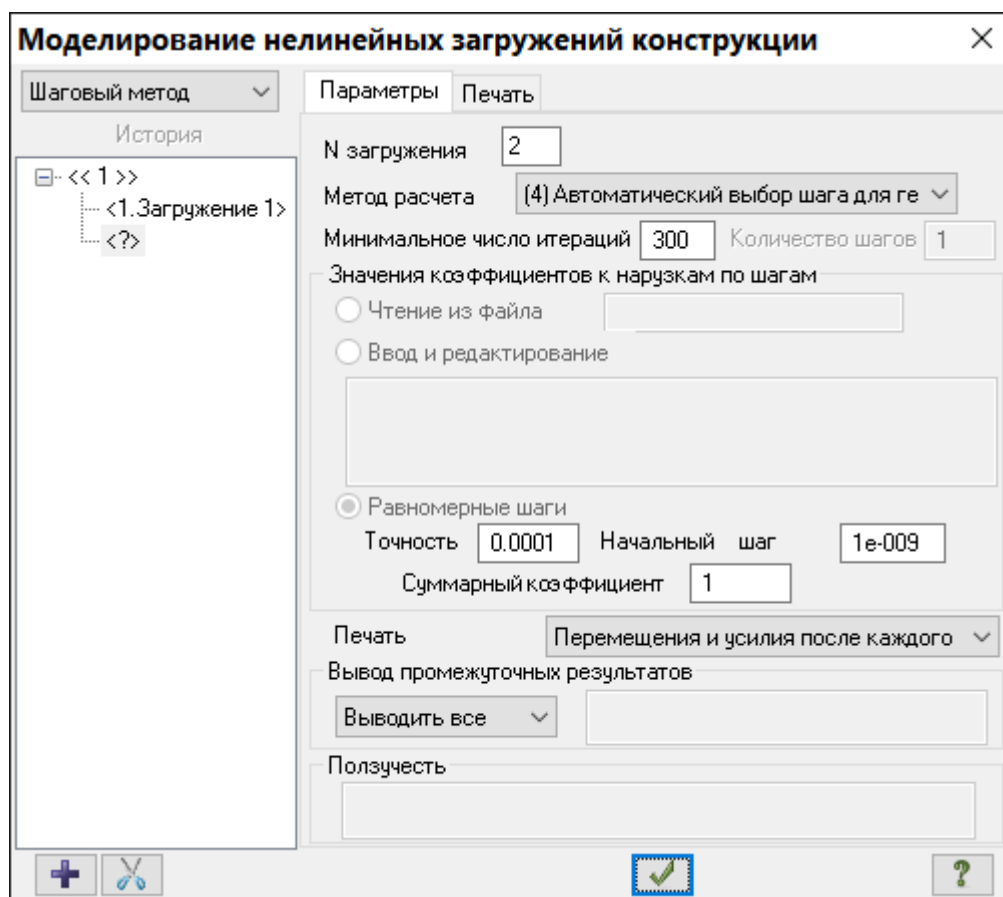 Моделирование нелинейных загружений конструкции
Шаговый метод
История
<< 1 >>
<1.Загружение 1>
<?>
Параметры Печать
N загружения 2
Метод расчета (4) Автоматический выбор шага для ге
Минимальное число итераций 300 Количество шагов 1
Значения коэффициентов к нарузкам по шагам
Чтение из файла
Ввод и редактирование
Равномерные шаги
Точность 0.0001 Начальный шаг 1e-009
Суммарный коэффициент 1
Печать Перемещения и усилия после каждого
Вывод промежуточных результатов
Выводить все
Ползучесть
?